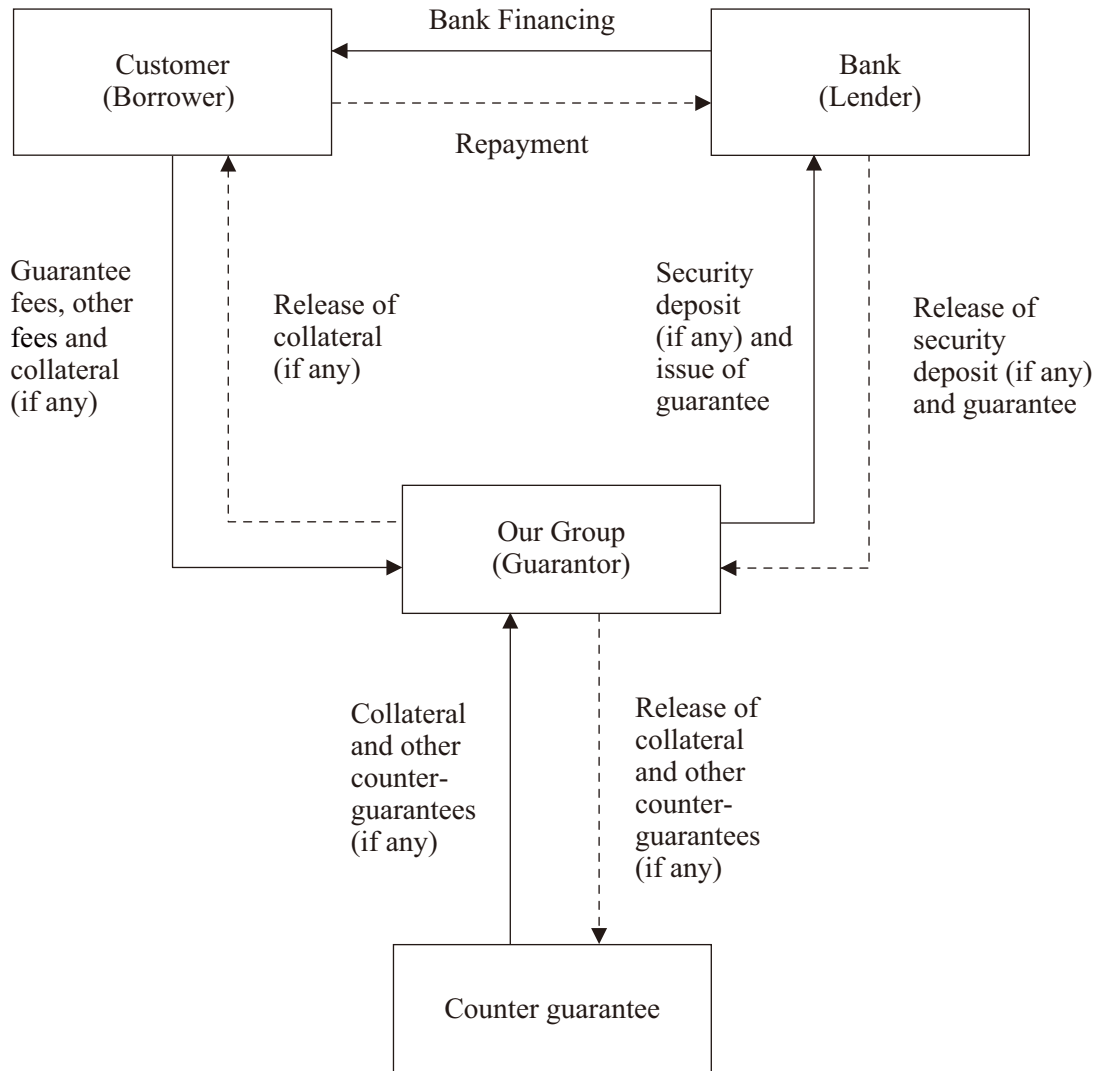 Bank Financing
Customer
(Borrower)
Bank
(Lender)
Repayment
Guarantee
fees, other
fees and
collateral
(if any)
Release of
collateral
(if any)
Security
deposit
(if any) and
issue of
guarantee
Release of
security
deposit (if any)
and guarantee
Our Group
(Guarantor)
Collateral
and other
counter-
guarantees
(if any)
Release of
collateral
and other
counter-
guarantees
(if any)
Counter guarantee